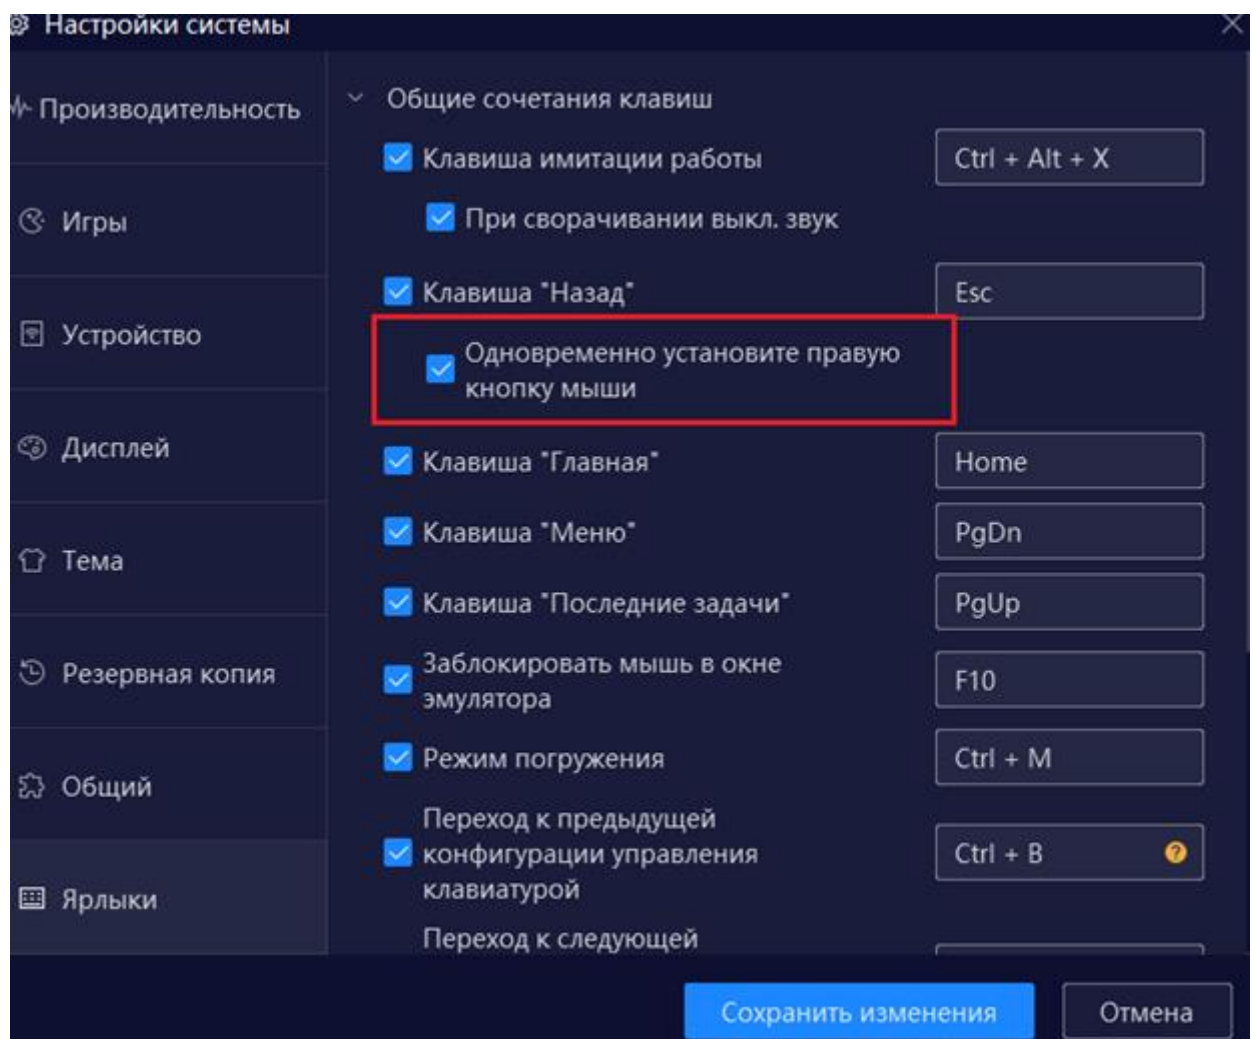 Настройки системы
Производительность
Игры
Устройство
Дисплей
Тема
Резервная копия
Общий
Ярлыки
Общие сочетания клавиш
Клавиша имитации работы
Ctrl + Alt + X
При сворачивании выкл. звук
Клавиша "Назад"
Esc
Одновременно установите правую
кнопку мыши
Клавиша "Главная"
Home
Клавиша "Меню"
PgDn
Клавиша "Последние задачи"
PgUp
Заблокировать мышь в окне
эмулятора
F10
Режим погружения
Ctrl + M
Переход к предыдущей
конфигурации управления
клавиатурой
Ctrl + B
?
Переход к следующей
Сохранить изменения
Отмена